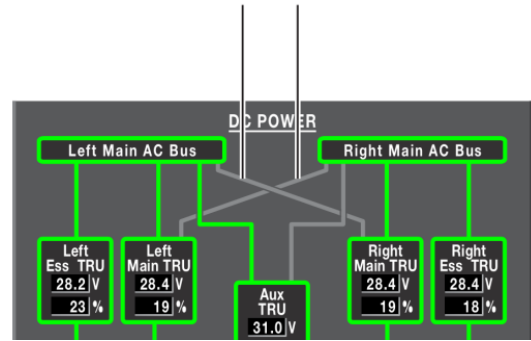 DC POWER
Left Main AC Bus
Right Main AC Bus
Left
Ess TRU
28.2 V
23 %
Left
Main TRU
28.4 V
19 %
Aux
TRU
31.0 V
Right
Main TRU
28.4 V
19 %
Right
Ess TRU
28.4 V
18 %